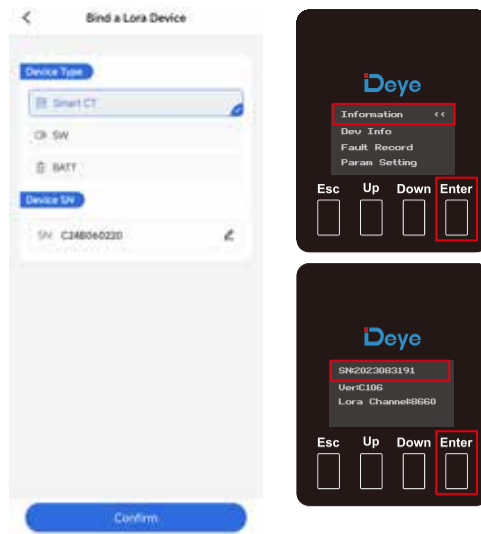 Bind a Lora Device
Device Type
Smart CT
SW
BATT
Device SN
SN: C24B060220
Confirm
Deye
Information <<
Dev Info
Fault Record
Param Setting
Esc Up Down Enter
Deye
SN:2023083191
Ver:C106
Lora Channel:8660
Esc Up Down Enter